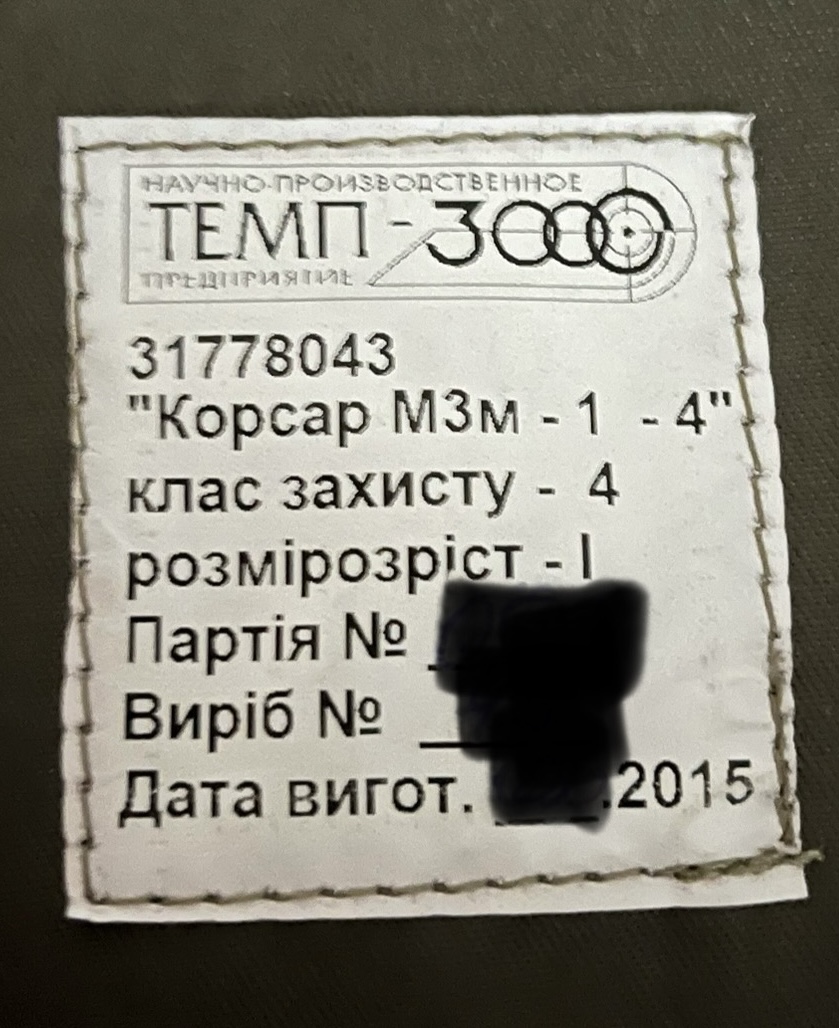 НАУЧНО-ПРОИЗВОДСТВЕННОЕ
ТЕМП - 3000
ПРЕДПРИЯТИЕ
31778043
"Корсар М3м - 1 - 4"
клас захисту - 4
розмірозріст - І
Партія №
Виріб №
Дата вигот. .2015